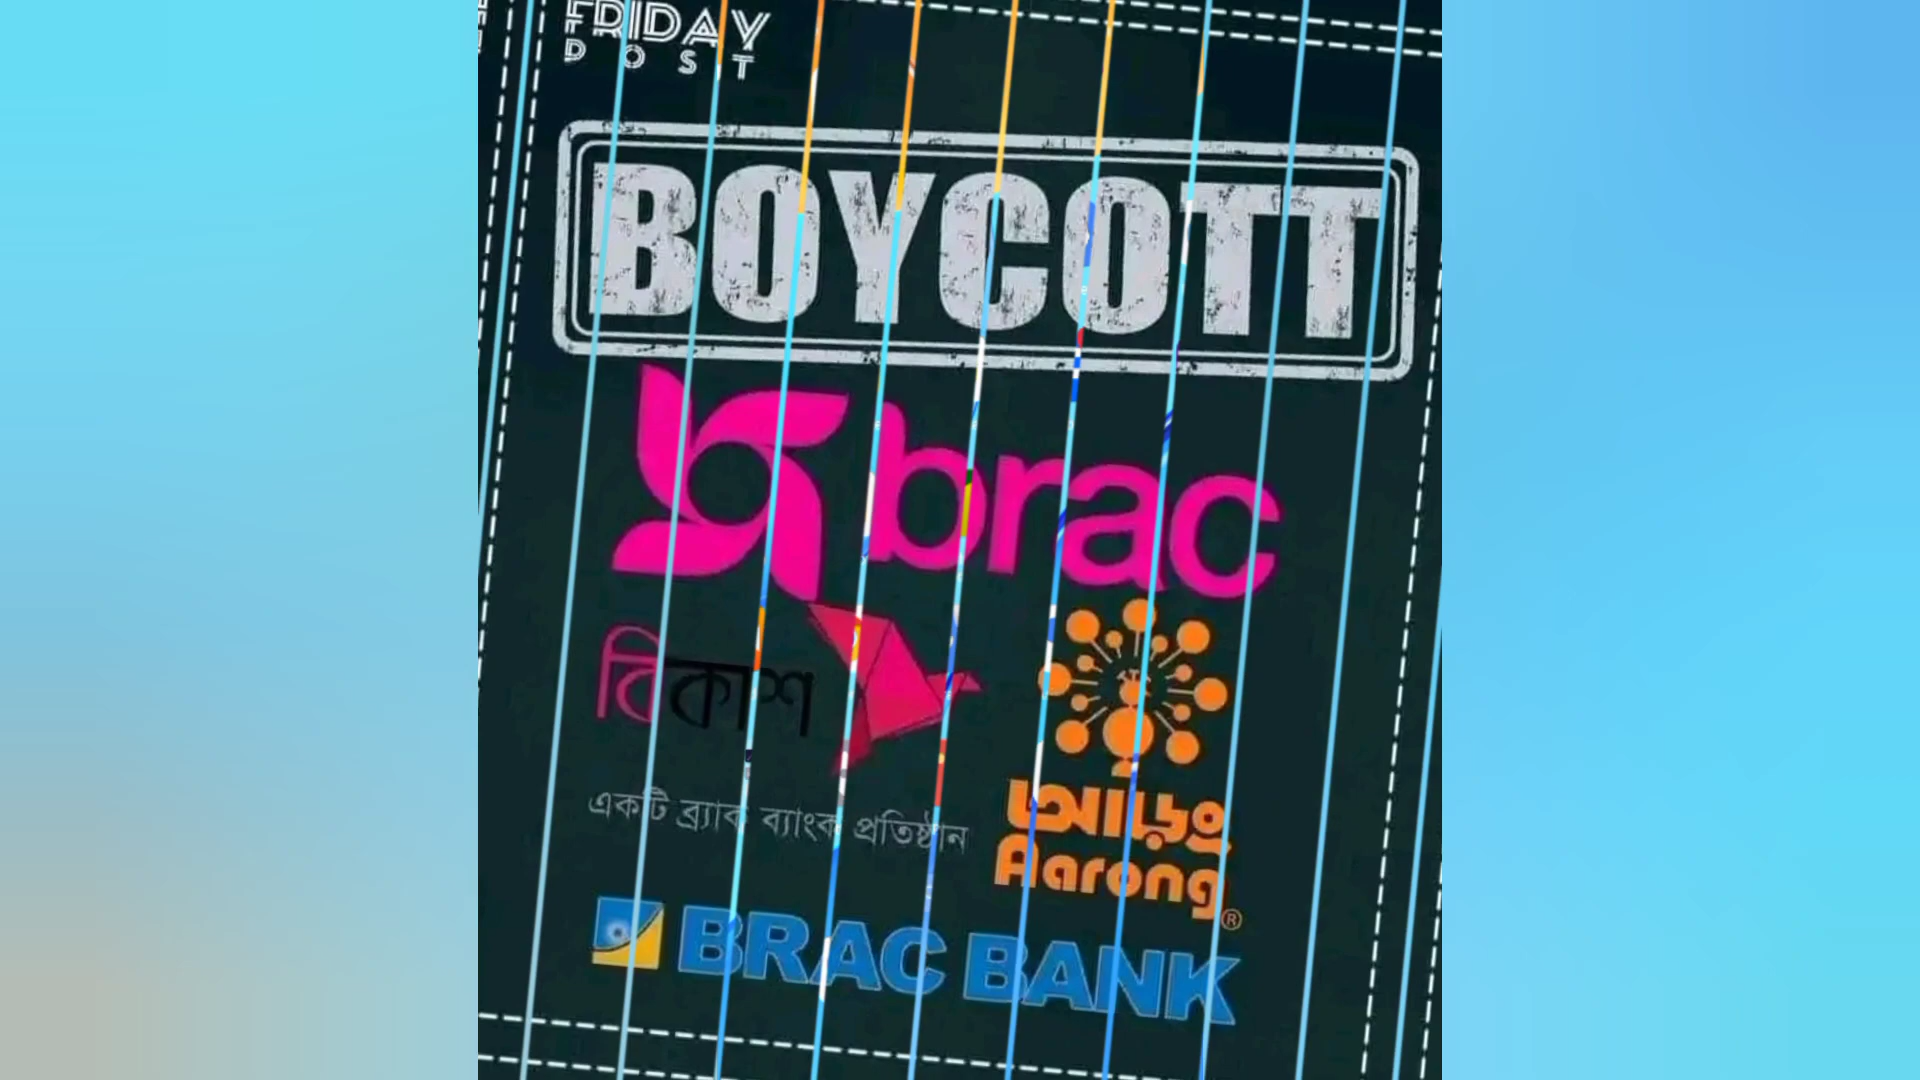 FRIDAY
POST
BOYCOTT
brac
বিকাশ
একটি ব্র্যাক ব্যাংক প্রতিষ্ঠান
আড়ং
Aarong®
BRAC BANK